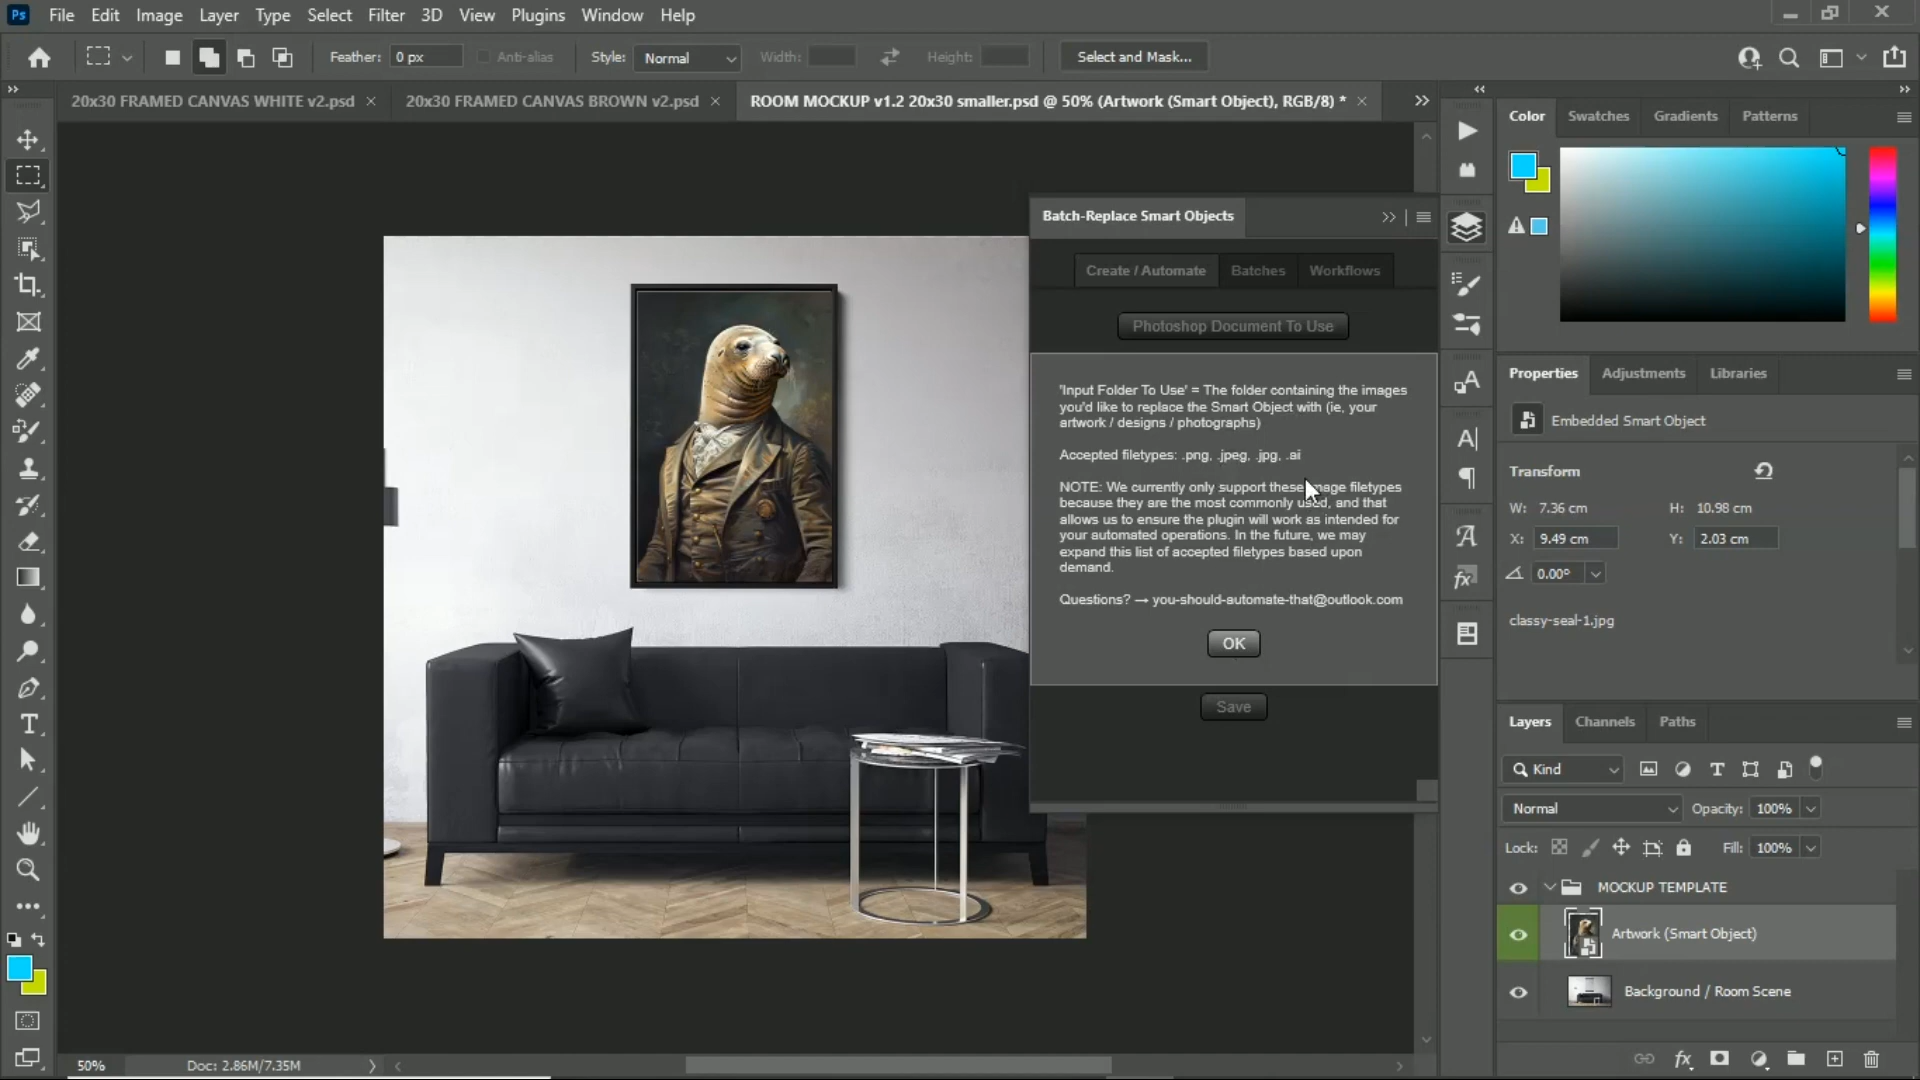 Ps File Edit Image Layer Type Select Filter 3D View Plugins Window Help
Feather: 0 px Anti-alias Style: Normal Width: Height: Select and Mask...
20x30 FRAMED CANVAS WHITE v2.psd
20x30 FRAMED CANVAS BROWN v2.psd
ROOM MOCKUP v1.2 20x30 smaller.psd @ 50% (Artwork (Smart Object), RGB/8) *
Batch-Replace Smart Objects
Create / Automate Batches Workflows
Photoshop Document To Use
'Input Folder To Use' = The folder containing the images
you'd like to replace the Smart Object with (ie, your
artwork / designs / photographs)
Accepted filetypes: .png, .jpeg, .jpg, .ai
NOTE: We currently only support these image filetypes
because they are the most commonly used, and that
allows us to ensure the plugin will work as intended for
your automated operations. In the future, we may
expand this list of accepted filetypes based upon
demand.
Questions? → you-should-automate-that@outlook.com
OK
Save
Color Swatches Gradients Patterns
Properties Adjustments Libraries
Embedded Smart Object
Transform
W: 7.36 cm H: 10.98 cm
X: 9.49 cm Y: 2.03 cm
0.00°
classy-seal-1.jpg
Layers Channels Paths
Kind
Normal Opacity: 100%
Lock: Fill: 100%
MOCKUP TEMPLATE
Artwork (Smart Object)
Background / Room Scene
50% Doc: 2.86M/7.35M